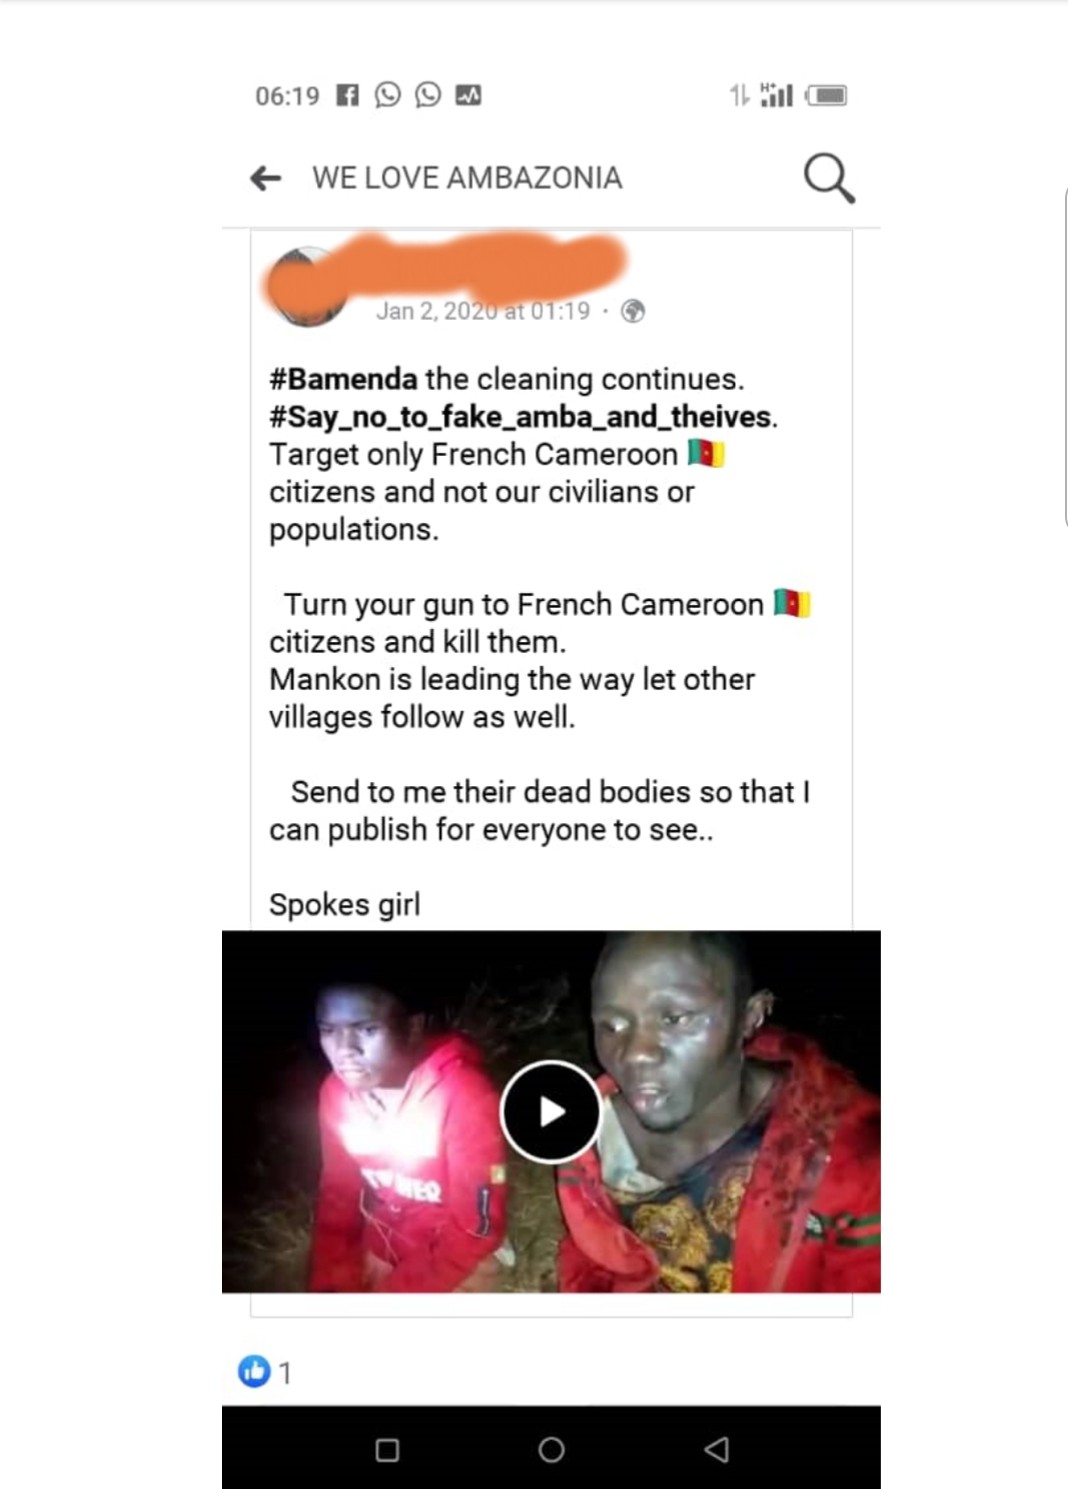 06:19
H+
WE LOVE AMBAZONIA
Jan 2, 2020 at 01:19 ·
#Bamenda the cleaning continues.
#Say_no_to_fake_amba_and_theives.
Target only French Cameroon 🇨🇲
citizens and not our civilians or
populations.
Turn your gun to French Cameroon 🇨🇲
citizens and kill them.
Mankon is leading the way let other
villages follow as well.
Send to me their dead bodies so that I
can publish for everyone to see..
Spokes girl
1